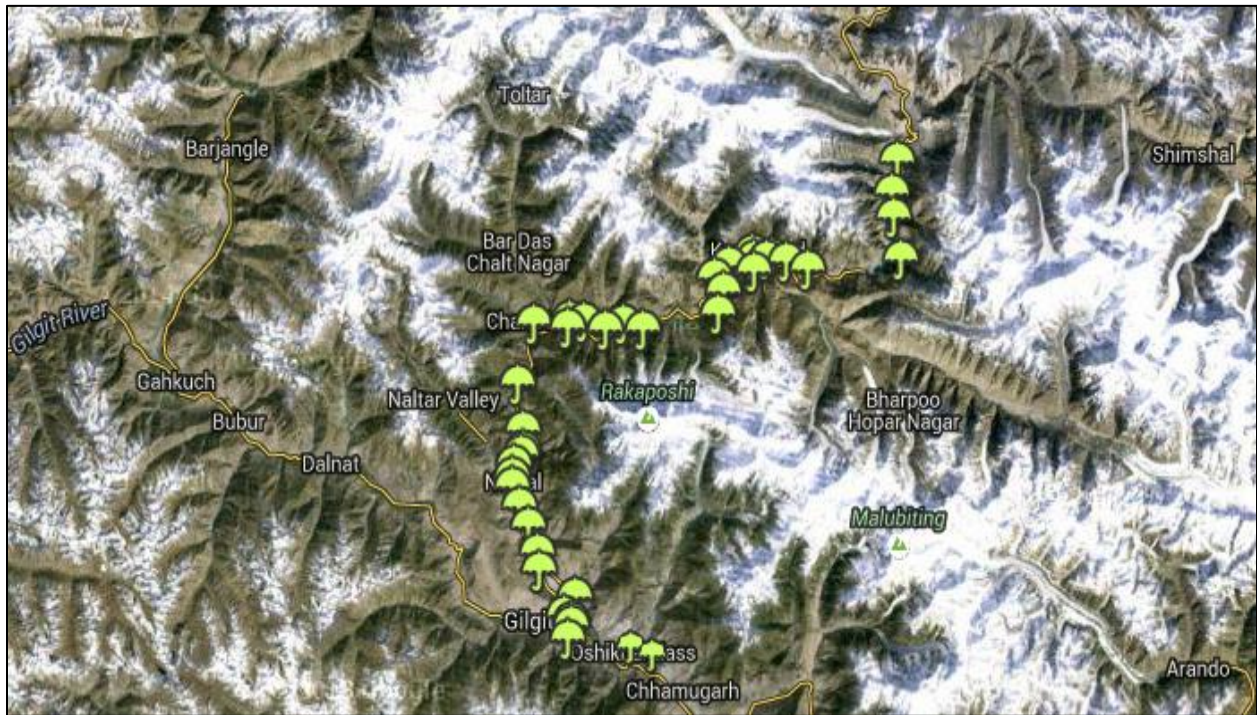 Toltar
Barjangle
Shimshal
Bar Das
Chalt Nagar
Gilgit River
Gahkuch
Naltar Valley
Rakaposhi
Bubur
Bharpoo
Hopar Nagar
Dalnat
Malubiting
Chhamugarh
Arando